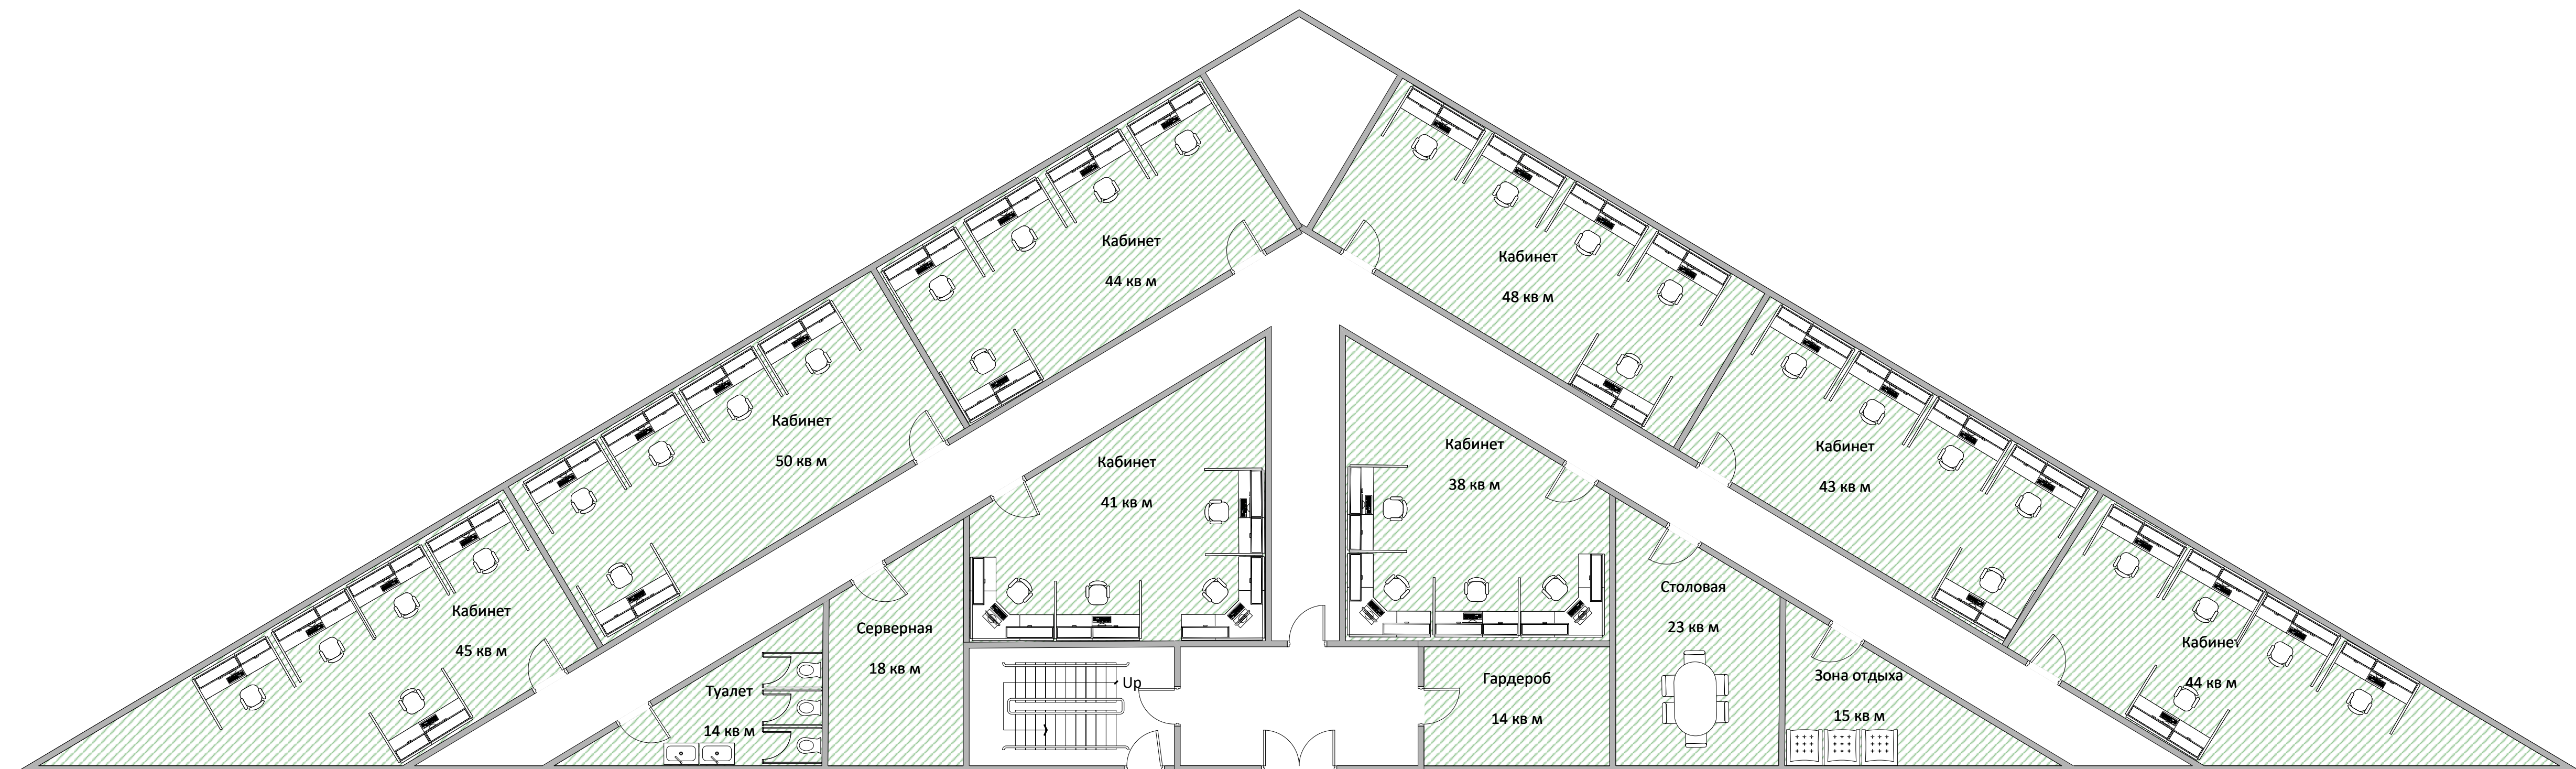 Кабинет
44 кв м
Кабинет
48 кв м
Кабинет
50 кв м
Кабинет
41 кв м
Кабинет
38 кв м
Кабинет
43 кв м
Кабинет
45 кв м
Серверная
18 кв м
Туалет
14 кв м
Up
Гардероб
14 кв м
Столовая
23 кв м
Зона отдыха
15 кв м
Кабинет
44 кв м